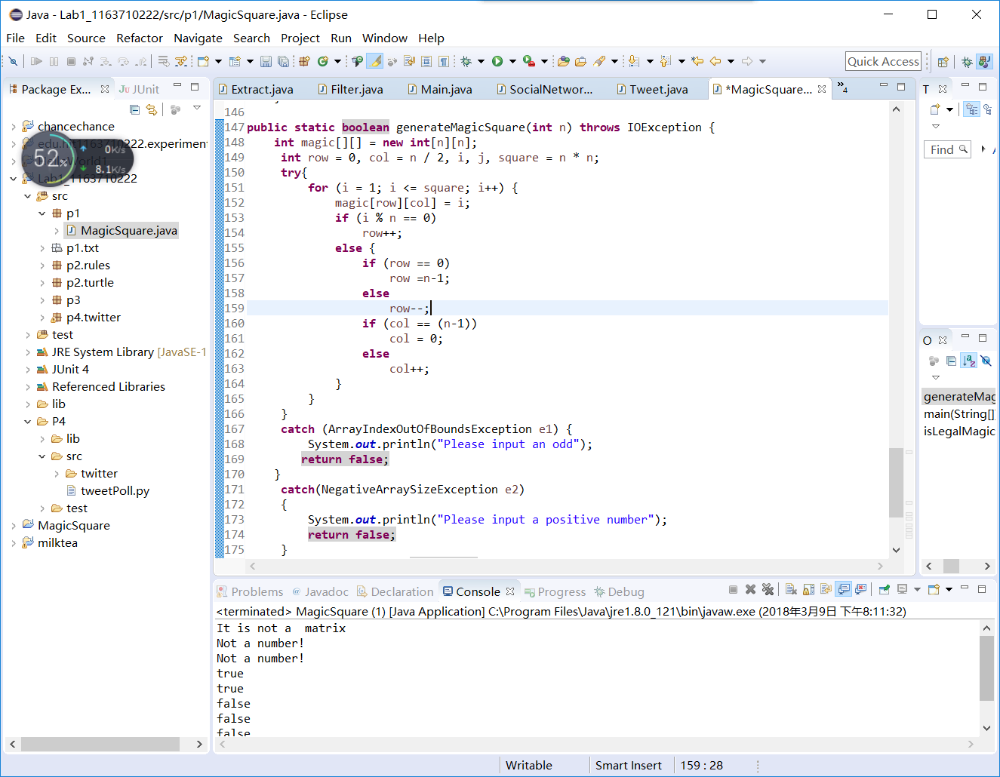 Java - Lab1_1163710222/src/p1/MagicSquare.java - Eclipse
File Edit Source Refactor Navigate Search Project Run Window Help
Quick Access
Package Ex...
JUnit
chancechance
edu.hit1163710222.experiment
52%
0K/s
8.1K/s
Lab1_1163710222
src
p1
MagicSquare.java
p1.txt
p2.rules
p2.turtle
p3
p4.twitter
test
JRE System Library [JavaSE-1
JUnit 4
Referenced Libraries
lib
P4
lib
src
twitter
tweetPoll.py
test
MagicSquare
milktea
Extract.java Filter.java Main.java SocialNetwor... Tweet.java *MagicSquare... »4
146
147 public static boolean generateMagicSquare(int n) throws IOException {
148 int magic[][] = new int[n][n];
149 int row = 0, col = n / 2, i, j, square = n * n;
150 try{
151 for (i = 1; i <= square; i++) {
152 magic[row][col] = i;
153 if (i % n == 0)
154 row++;
155 else {
156 if (row == 0)
157 row =n-1;
158 else
159 row--;
160 if (col == (n-1))
161 col = 0;
162 else
163 col++;
164 }
165 }
166 }
167 catch (ArrayIndexOutOfBoundsException e1) {
168 System.out.println("Please input an odd");
169 return false;
170 }
171 catch(NegativeArraySizeException e2)
172 {
173 System.out.println("Please input a positive number");
174 return false;
175 }
T
Find
O
generateMag
main(String[]
isLegalMagic
Problems @ Javadoc Declaration Console Progress Debug
<terminated> MagicSquare (1) [Java Application] C:\Program Files\Java\jre1.8.0_121\bin\javaw.exe (2018年3月9日 下午8:11:32)
It is not a  matrix
Not a number!
Not a number!
true
true
false
false
false
Writable Smart Insert 159 : 28